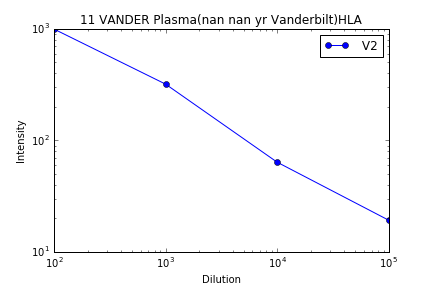 11 VANDER Plasma(nan nan yr Vanderbilt)HLA
V2
Intensity
10³
10²
10¹
10² 10³ 10⁴ 10⁵
Dilution